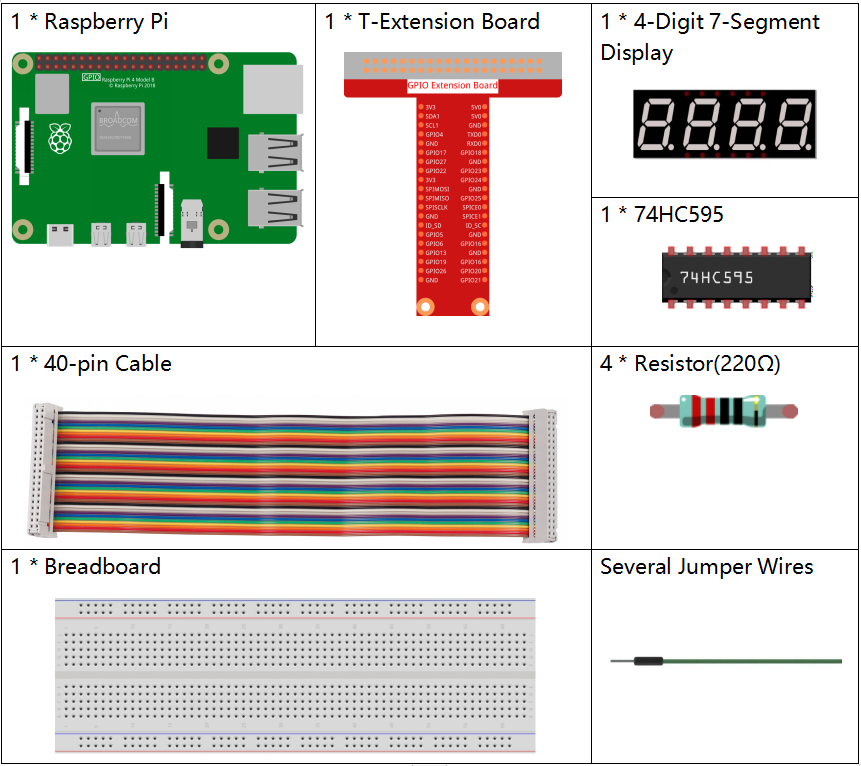 1 * Raspberry Pi
1 * T-Extension Board
1 * 4-Digit 7-Segment
Display
GPIO
Raspberry Pi 4 Model B
© Raspberry Pi 2018
BROADCOM
GPIO Extension Board
3V3 5V0
SDA1 5V0
SCL1 GND
GPIO4 TXD0
GND RXD0
GPIO17 GPIO18
GPIO27 GND
GPIO22 GPIO23
3V3 GPIO24
SPIMOSI GND
SPIMISO GPIO25
SPISCLK SPICE0
GND SPICE1
ID_SD ID_SC
GPIO5 GND
GPIO6 GPIO16
GPIO13 GND
GPIO19 GPIO16
GPIO26 GPIO20
GND GPIO21
1 * 74HC595
74HC595
1 * 40-pin Cable
4 * Resistor(220Ω)
1 * Breadboard
Several Jumper Wires